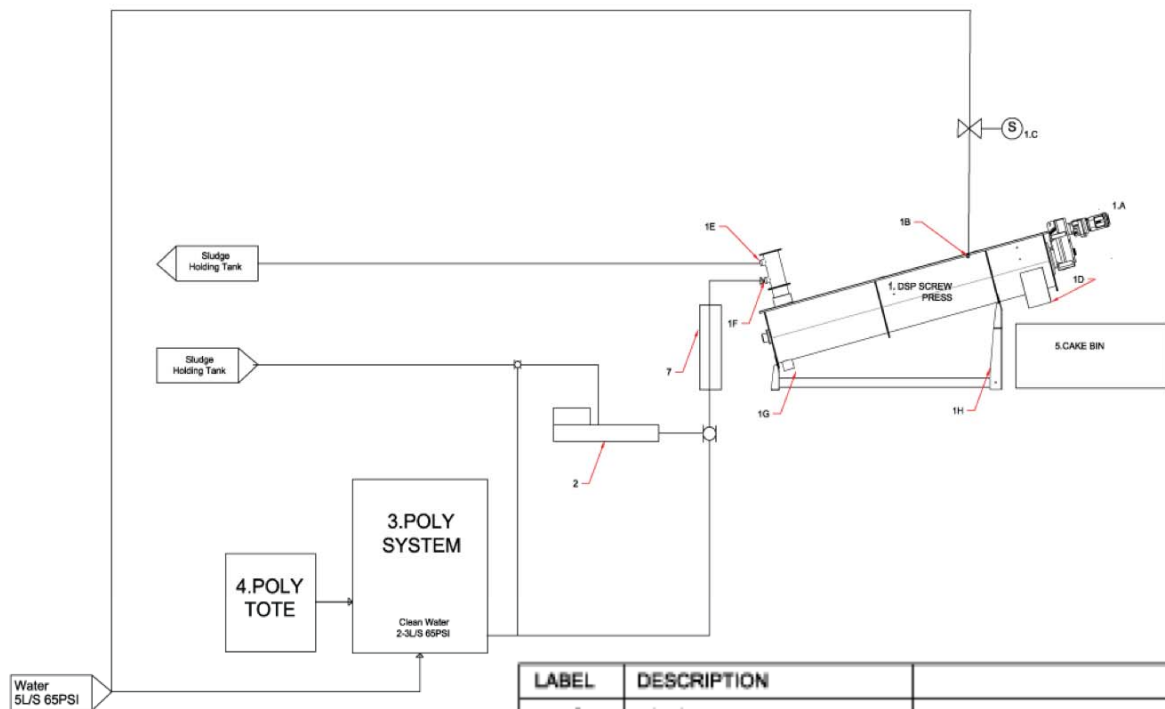 S
1.C
1.A
1B
1E
Sludge
Holding Tank
1. DSP SCREW
PRESS
1D
1F
Sludge
Holding Tank
7
5.CAKE BIN
1G
1H
2
3.POLY
SYSTEM
4.POLY
TOTE
Clean Water
2-3L/S 65PSI
Water
5L/S 65PSI
LABEL DESCRIPTION